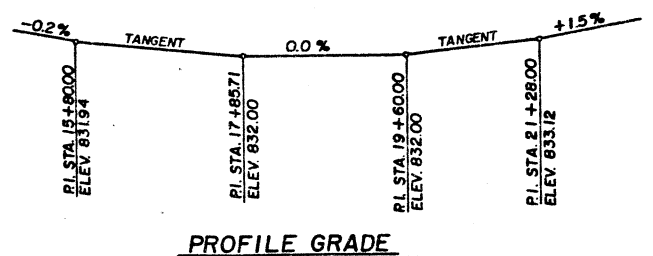 -0.2%
TANGENT
0.0%
TANGENT
+1.5%
P.I. STA. 15+80.00
ELEV. 831.94
P.I. STA. 17+85.71
ELEV. 832.00
P.I. STA. 19+60.00
ELEV. 832.00
P.I. STA. 21+28.00
ELEV. 833.12
PROFILE GRADE